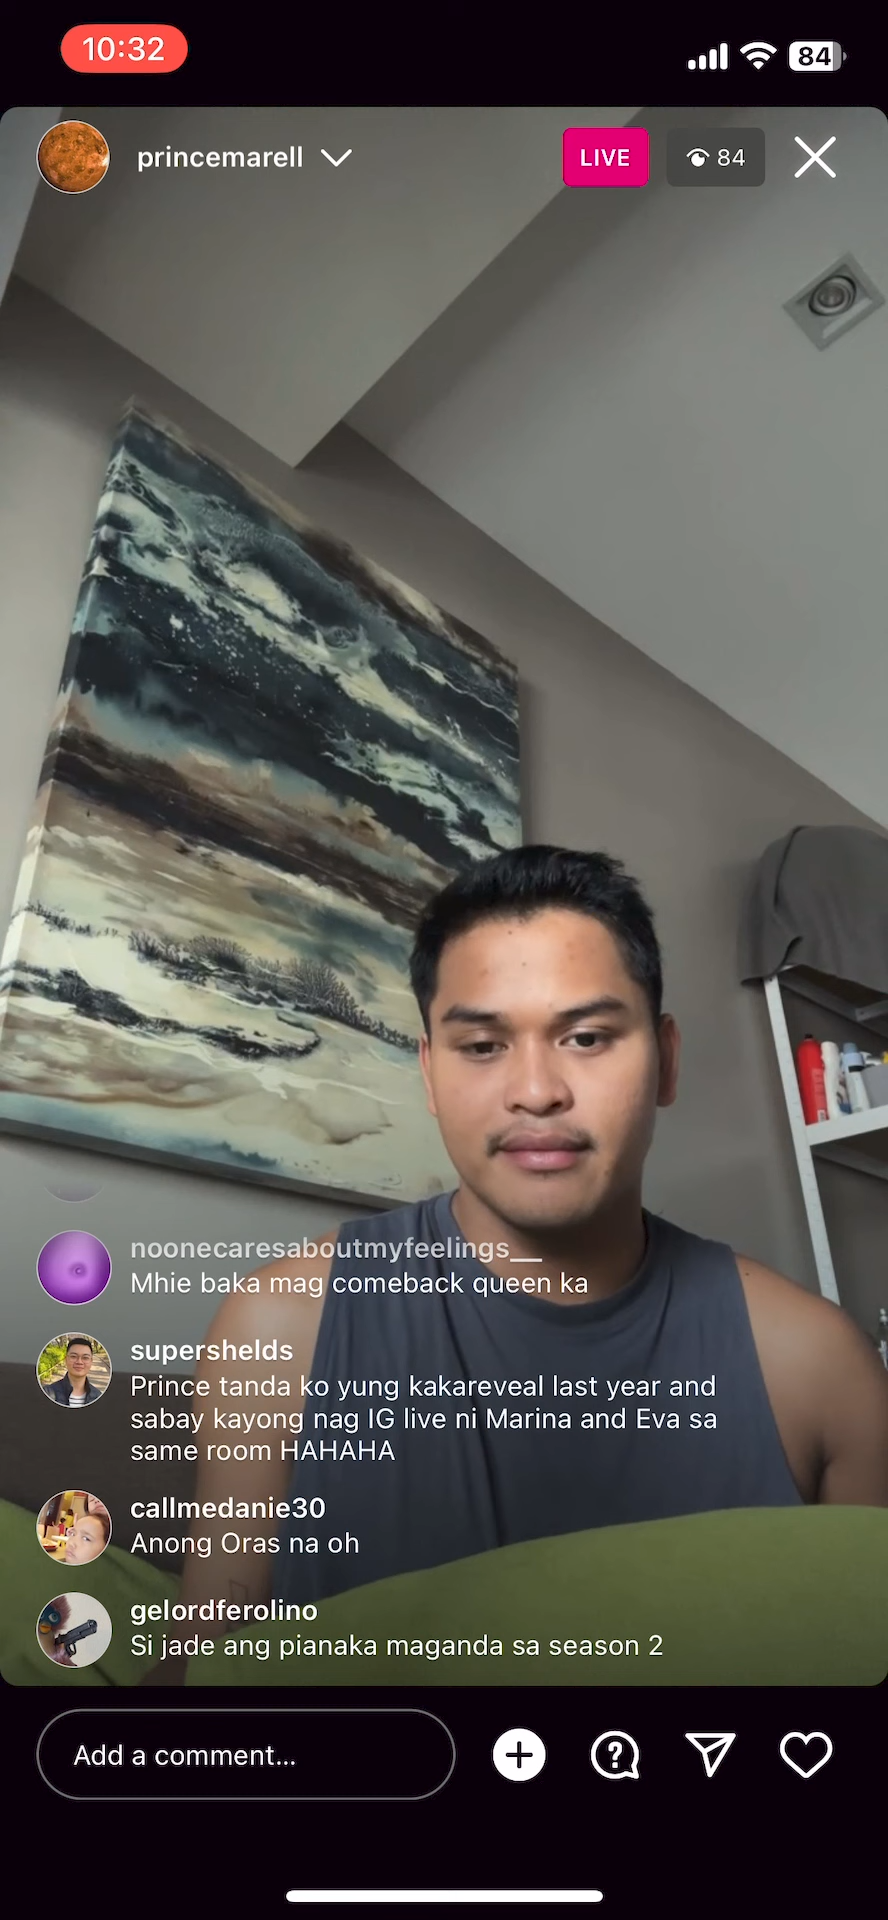 10:32
84
princemarell
LIVE
84
noonecaresaboutmyfeelings__
Mhie baka mag comeback queen ka
supershelds
Prince tanda ko yung kakareveal last year and
sabay kayong nag IG live ni Marina and Eva sa
same room HAHAHA
callmedanie30
Anong Oras na oh
gelordferolino
Si jade ang pianaka maganda sa season 2
Add a comment...